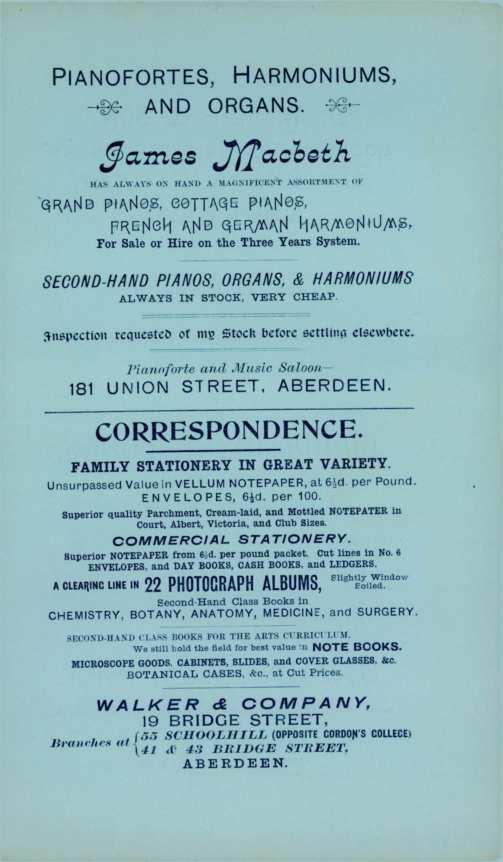 PIANOFORTES, HARMONIUMS,
AND ORGANS.
James Macbeth
HAS ALWAYS ON HAND A MAGNIFICENT ASSORTMENT OF
GRAND PIANOS, COTTAGE PIANOS,
FRENCH AND GERMAN HARMONIUMS,
For Sale or Hire on the Three Years System.
SECOND-HAND PIANOS, ORGANS, & HARMONIUMS
ALWAYS IN STOCK, VERY CHEAP.
Inspection requested of my Stock before settling elsewhere.
Pianoforte and Music Saloon—
181 UNION STREET, ABERDEEN.
CORRESPONDENCE.
FAMILY STATIONERY IN GREAT VARIETY.
Unsurpassed Value in VELLUM NOTEPAPER, at 6½d. per Pound.
ENVELOPES, 6½d. per 100.
Superior quality Parchment, Cream-laid, and Mottled NOTEPATER in
Court, Albert, Victoria, and Club Sizes.
COMMERCIAL STATIONERY.
Superior NOTEPAPER from 6½d. per pound packet. Cut lines in No. 6
ENVELOPES, and DAY BOOKS, CASH BOOKS, and LEDGERS.
A CLEARING LINE IN 22 PHOTOGRAPH ALBUMS, Slightly Window Soiled.
Second-Hand Class Books in
CHEMISTRY, BOTANY, ANATOMY, MEDICINE, and SURGERY.
SECOND-HAND CLASS BOOKS FOR THE ARTS CURRICULUM.
We still hold the field for best value in NOTE BOOKS.
MICROSCOPE GOODS, CABINETS, SLIDES, and COVER GLASSES, &c.
BOTANICAL CASES, &c., at Cut Prices.
WALKER & COMPANY,
19 BRIDGE STREET,
Branches at {55 SCHOOLHILL (OPPOSITE GORDON'S COLLEGE)
{41 & 43 BRIDGE STREET,
ABERDEEN.